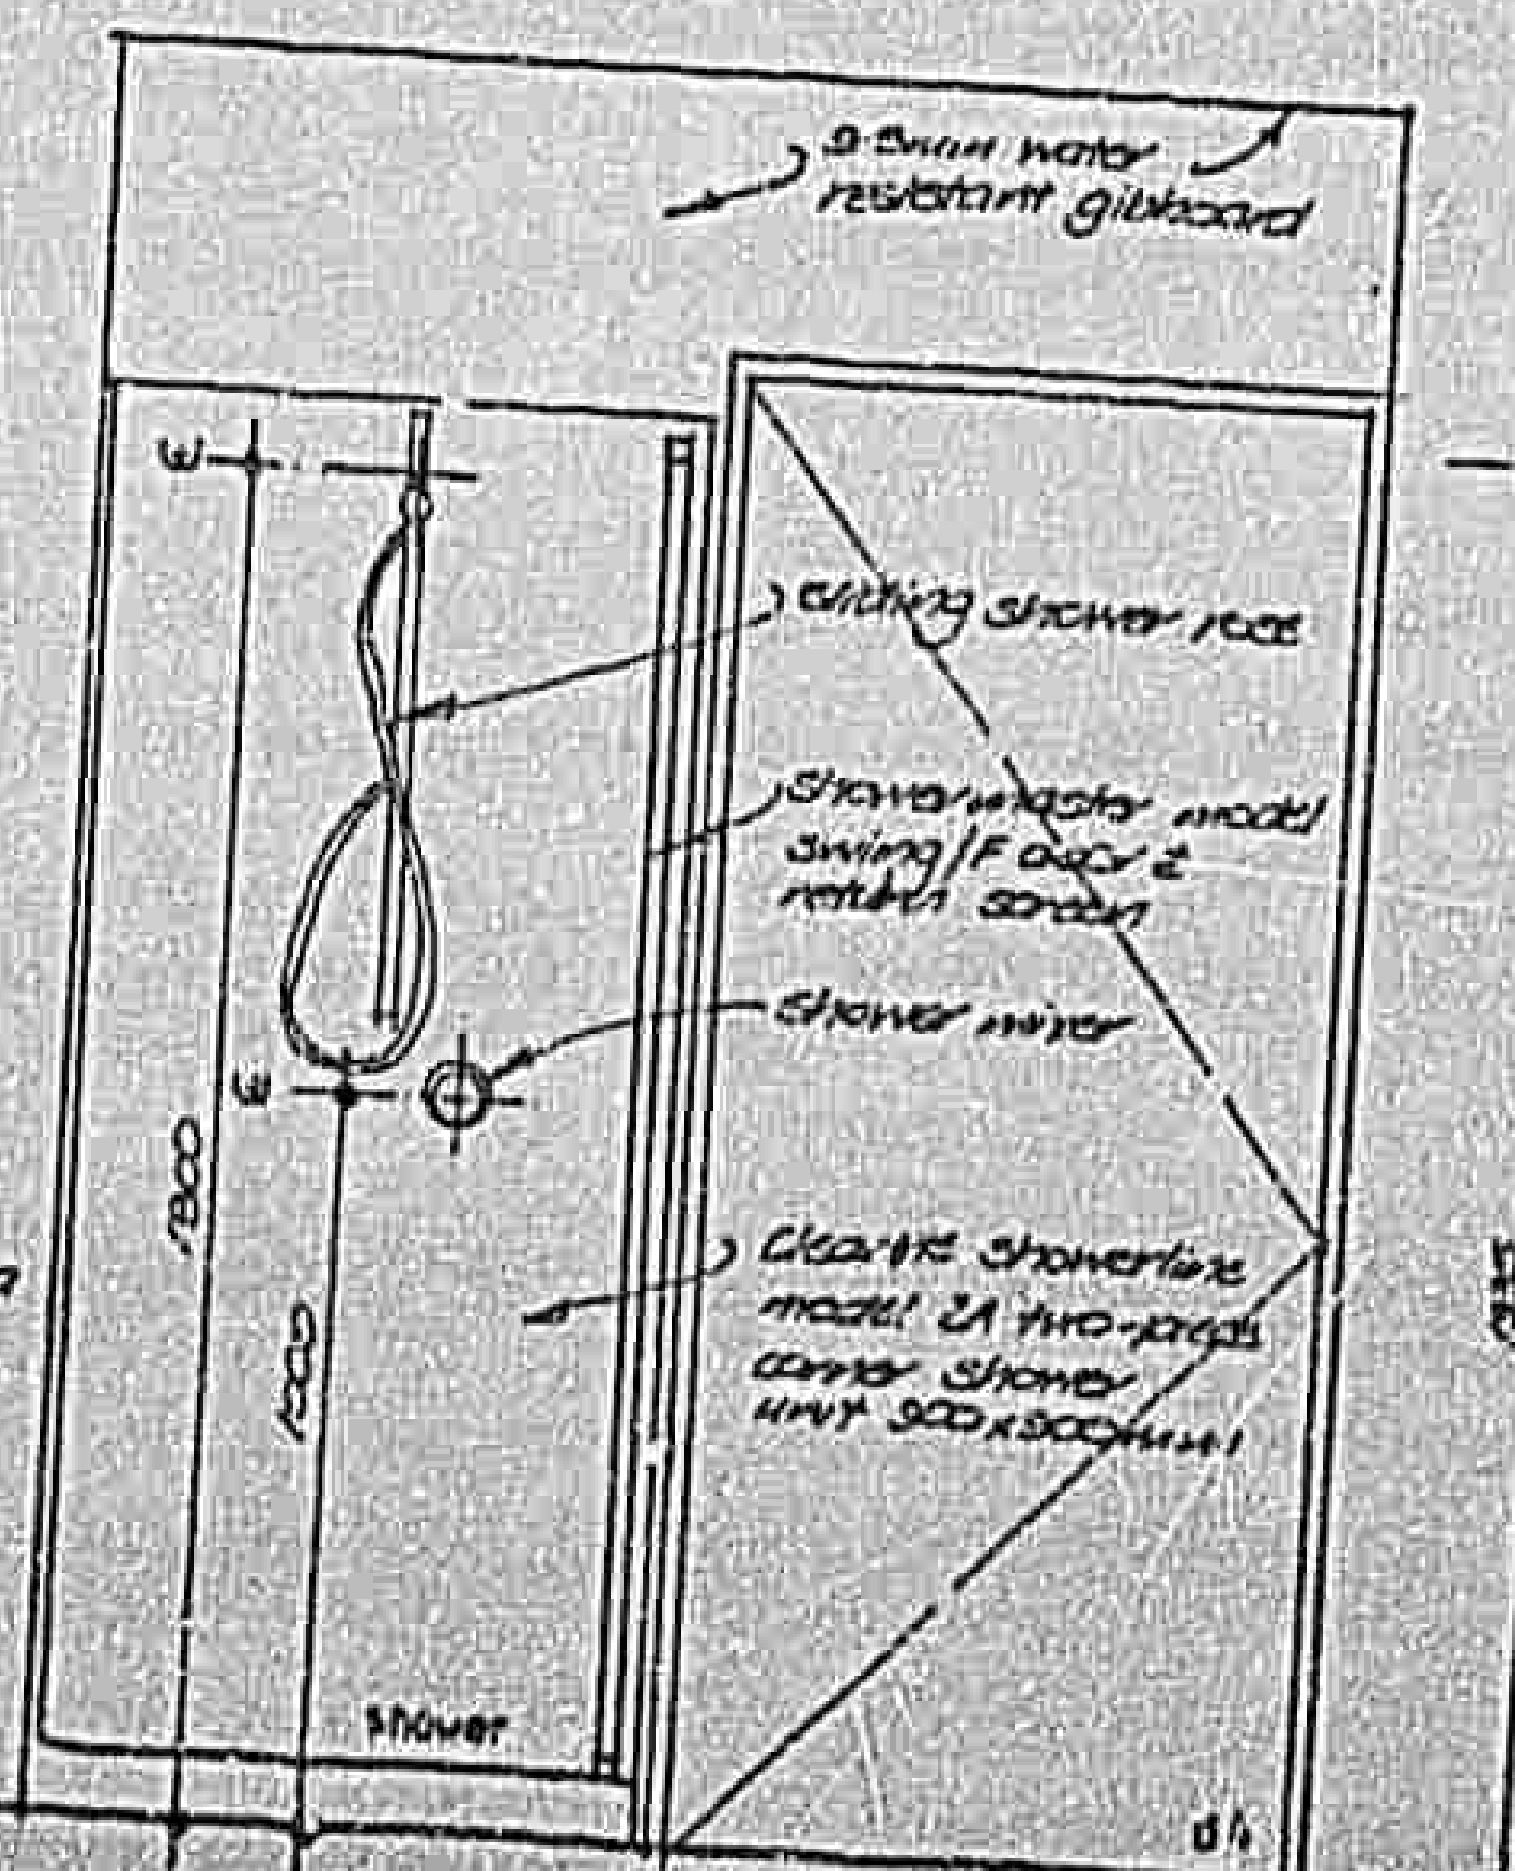 9.5mm water
resistant gibboard
sliding shower rose
showermaster model
swing/F door &
return screen
shower mixer
1800
1000
Clearlite showerline
model 2A two-piece
corner shower
unit 900x900mm
shower